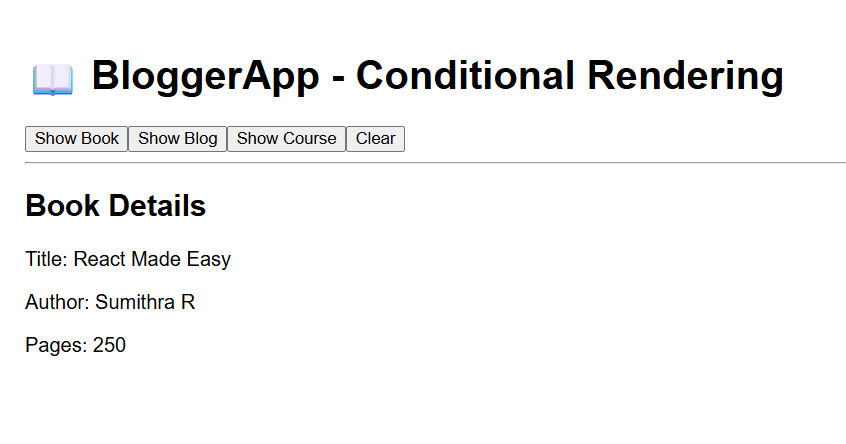 📖 BloggerApp - Conditional Rendering
Show Book Show Blog Show Course Clear
Book Details
Title: React Made Easy
Author: Sumithra R
Pages: 250